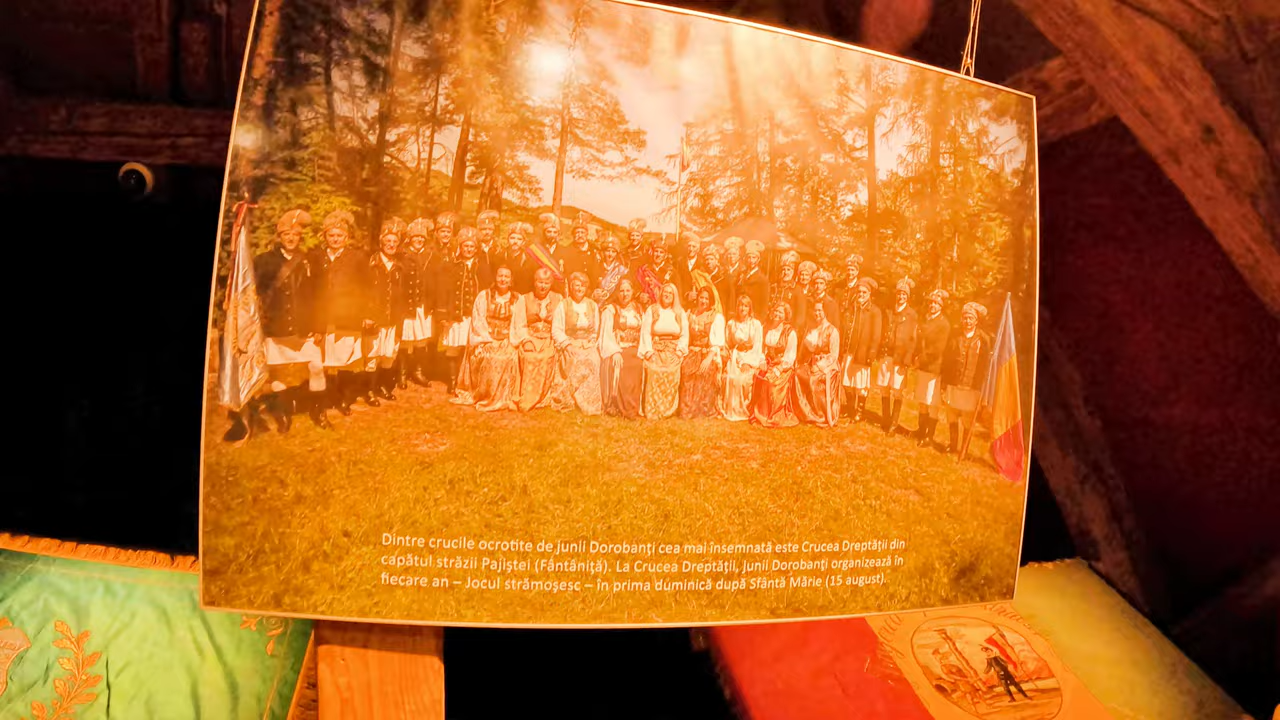 Dintre crucile ocrotite de junii Dorobanți cea mai însemnată este Crucea Dreptății din
capătul străzii Pajiștei (Fântâniță). La Crucea Dreptății, Junii Dorobanți organizează în
fiecare an – Jocul strămoșesc – în prima duminică după Sfântă Mărie (15 august).